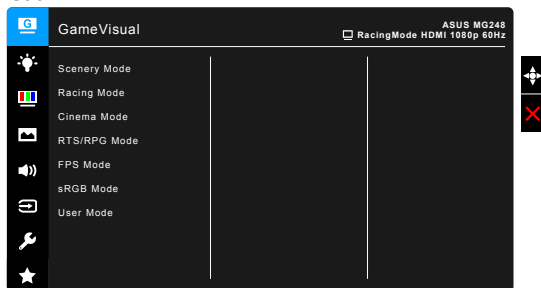 G
GameVisual
ASUS MG248
RacingMode HDMI 1080p 60Hz
Scenery Mode
Racing Mode
Cinema Mode
RTS/RPG Mode
FPS Mode
sRGB Mode
User Mode